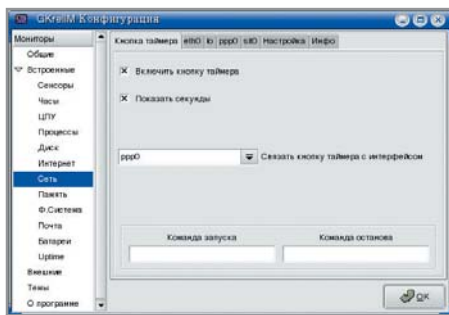 GKrellM Конфигурация
Мониторы
Общие
Встроенные
Сенсоры
Часы
ЦПУ
Процессы
Диск
Интернет
Сеть
Память
Ф.Система
Почта
Батареи
Uptime
Внешние
Темы
О программе
Кнопка таймера eth0 lo ppp0 sit0 Настройка Инфо
Включить кнопку таймера
Показать секунды
ppp0 Связать кнопку таймера с интерфейсом
Команда запуска Команда останова
OK